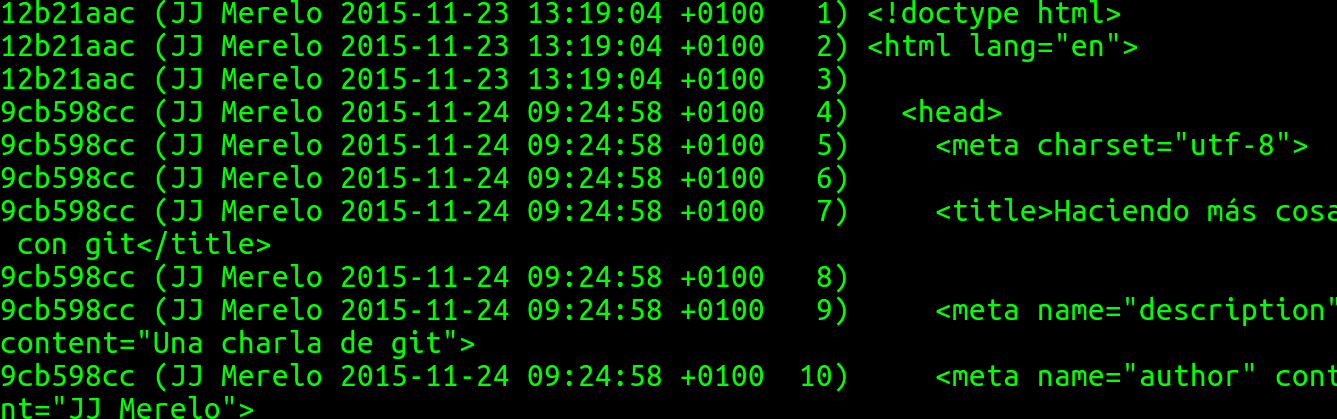 12b21aac (JJ Merelo 2015-11-23 13:19:04 +0100   1) <!doctype html>
12b21aac (JJ Merelo 2015-11-23 13:19:04 +0100   2) <html lang="en">
12b21aac (JJ Merelo 2015-11-23 13:19:04 +0100   3)
9cb598cc (JJ Merelo 2015-11-24 09:24:58 +0100   4)   <head>
9cb598cc (JJ Merelo 2015-11-24 09:24:58 +0100   5)     <meta charset="utf-8">
9cb598cc (JJ Merelo 2015-11-24 09:24:58 +0100   6)
9cb598cc (JJ Merelo 2015-11-24 09:24:58 +0100   7)     <title>Haciendo más cosa
 con git</title>
9cb598cc (JJ Merelo 2015-11-24 09:24:58 +0100   8)
9cb598cc (JJ Merelo 2015-11-24 09:24:58 +0100   9)     <meta name="description"
content="Una charla de git">
9cb598cc (JJ Merelo 2015-11-24 09:24:58 +0100  10)     <meta name="author" cont
nt="JJ Merelo">